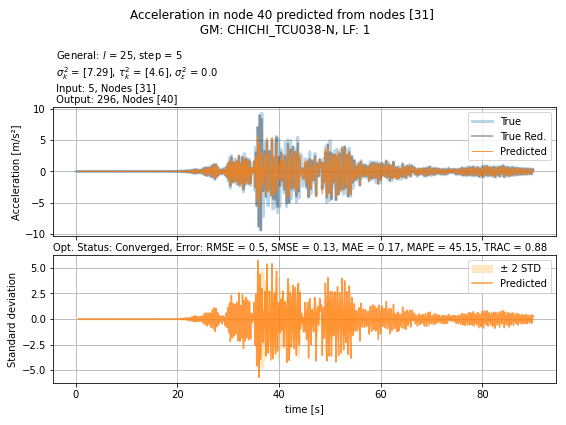 Acceleration in node 40 predicted from nodes [31]
GM: CHICHI_TCU038-N, LF: 1
General: l = 25, step = 5
σ²ₖ = [7.29], τ²ₖ = [4.6], σ²ε = 0.0
Input: 5, Nodes [31]
Output: 296, Nodes [40]
Acceleration [m/s²]
10
5
0
−5
−10
True
True Red.
Predicted
Opt. Status: Converged, Error: RMSE = 0.5, SMSE = 0.13, MAE = 0.17, MAPE = 45.15, TRAC = 0.88
Standard deviation
5.0
2.5
0.0
−2.5
−5.0
± 2 STD
Predicted
0
20
40
60
80
time [s]